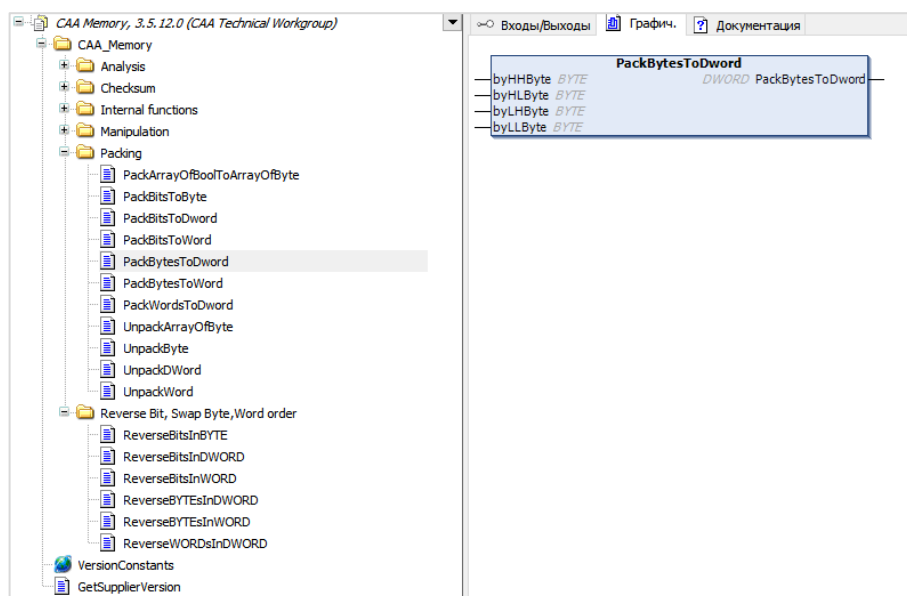 CAA Memory, 3.5.12.0 (CAA Technical Workgroup)
CAA_Memory
Analysis
Checksum
Internal functions
Manipulation
Packing
PackArrayOfBoolToArrayOfByte
PackBitsToByte
PackBitsToDword
PackBitsToWord
PackBytesToDword
PackBytesToWord
PackWordsToDword
UnpackArrayOfByte
UnpackByte
UnpackDWord
UnpackWord
Reverse Bit, Swap Byte,Word order
ReverseBitsInBYTE
ReverseBitsInDWORD
ReverseBitsInWORD
ReverseBYTEsInDWORD
ReverseBYTEsInWORD
ReverseWORDsInDWORD
VersionConstants
GetSupplierVersion
Входы/Выходы Графич. Документация
PackBytesToDword
byHHByte BYTE DWORD PackBytesToDword
byHLByte BYTE
byLHByte BYTE
byLLByte BYTE